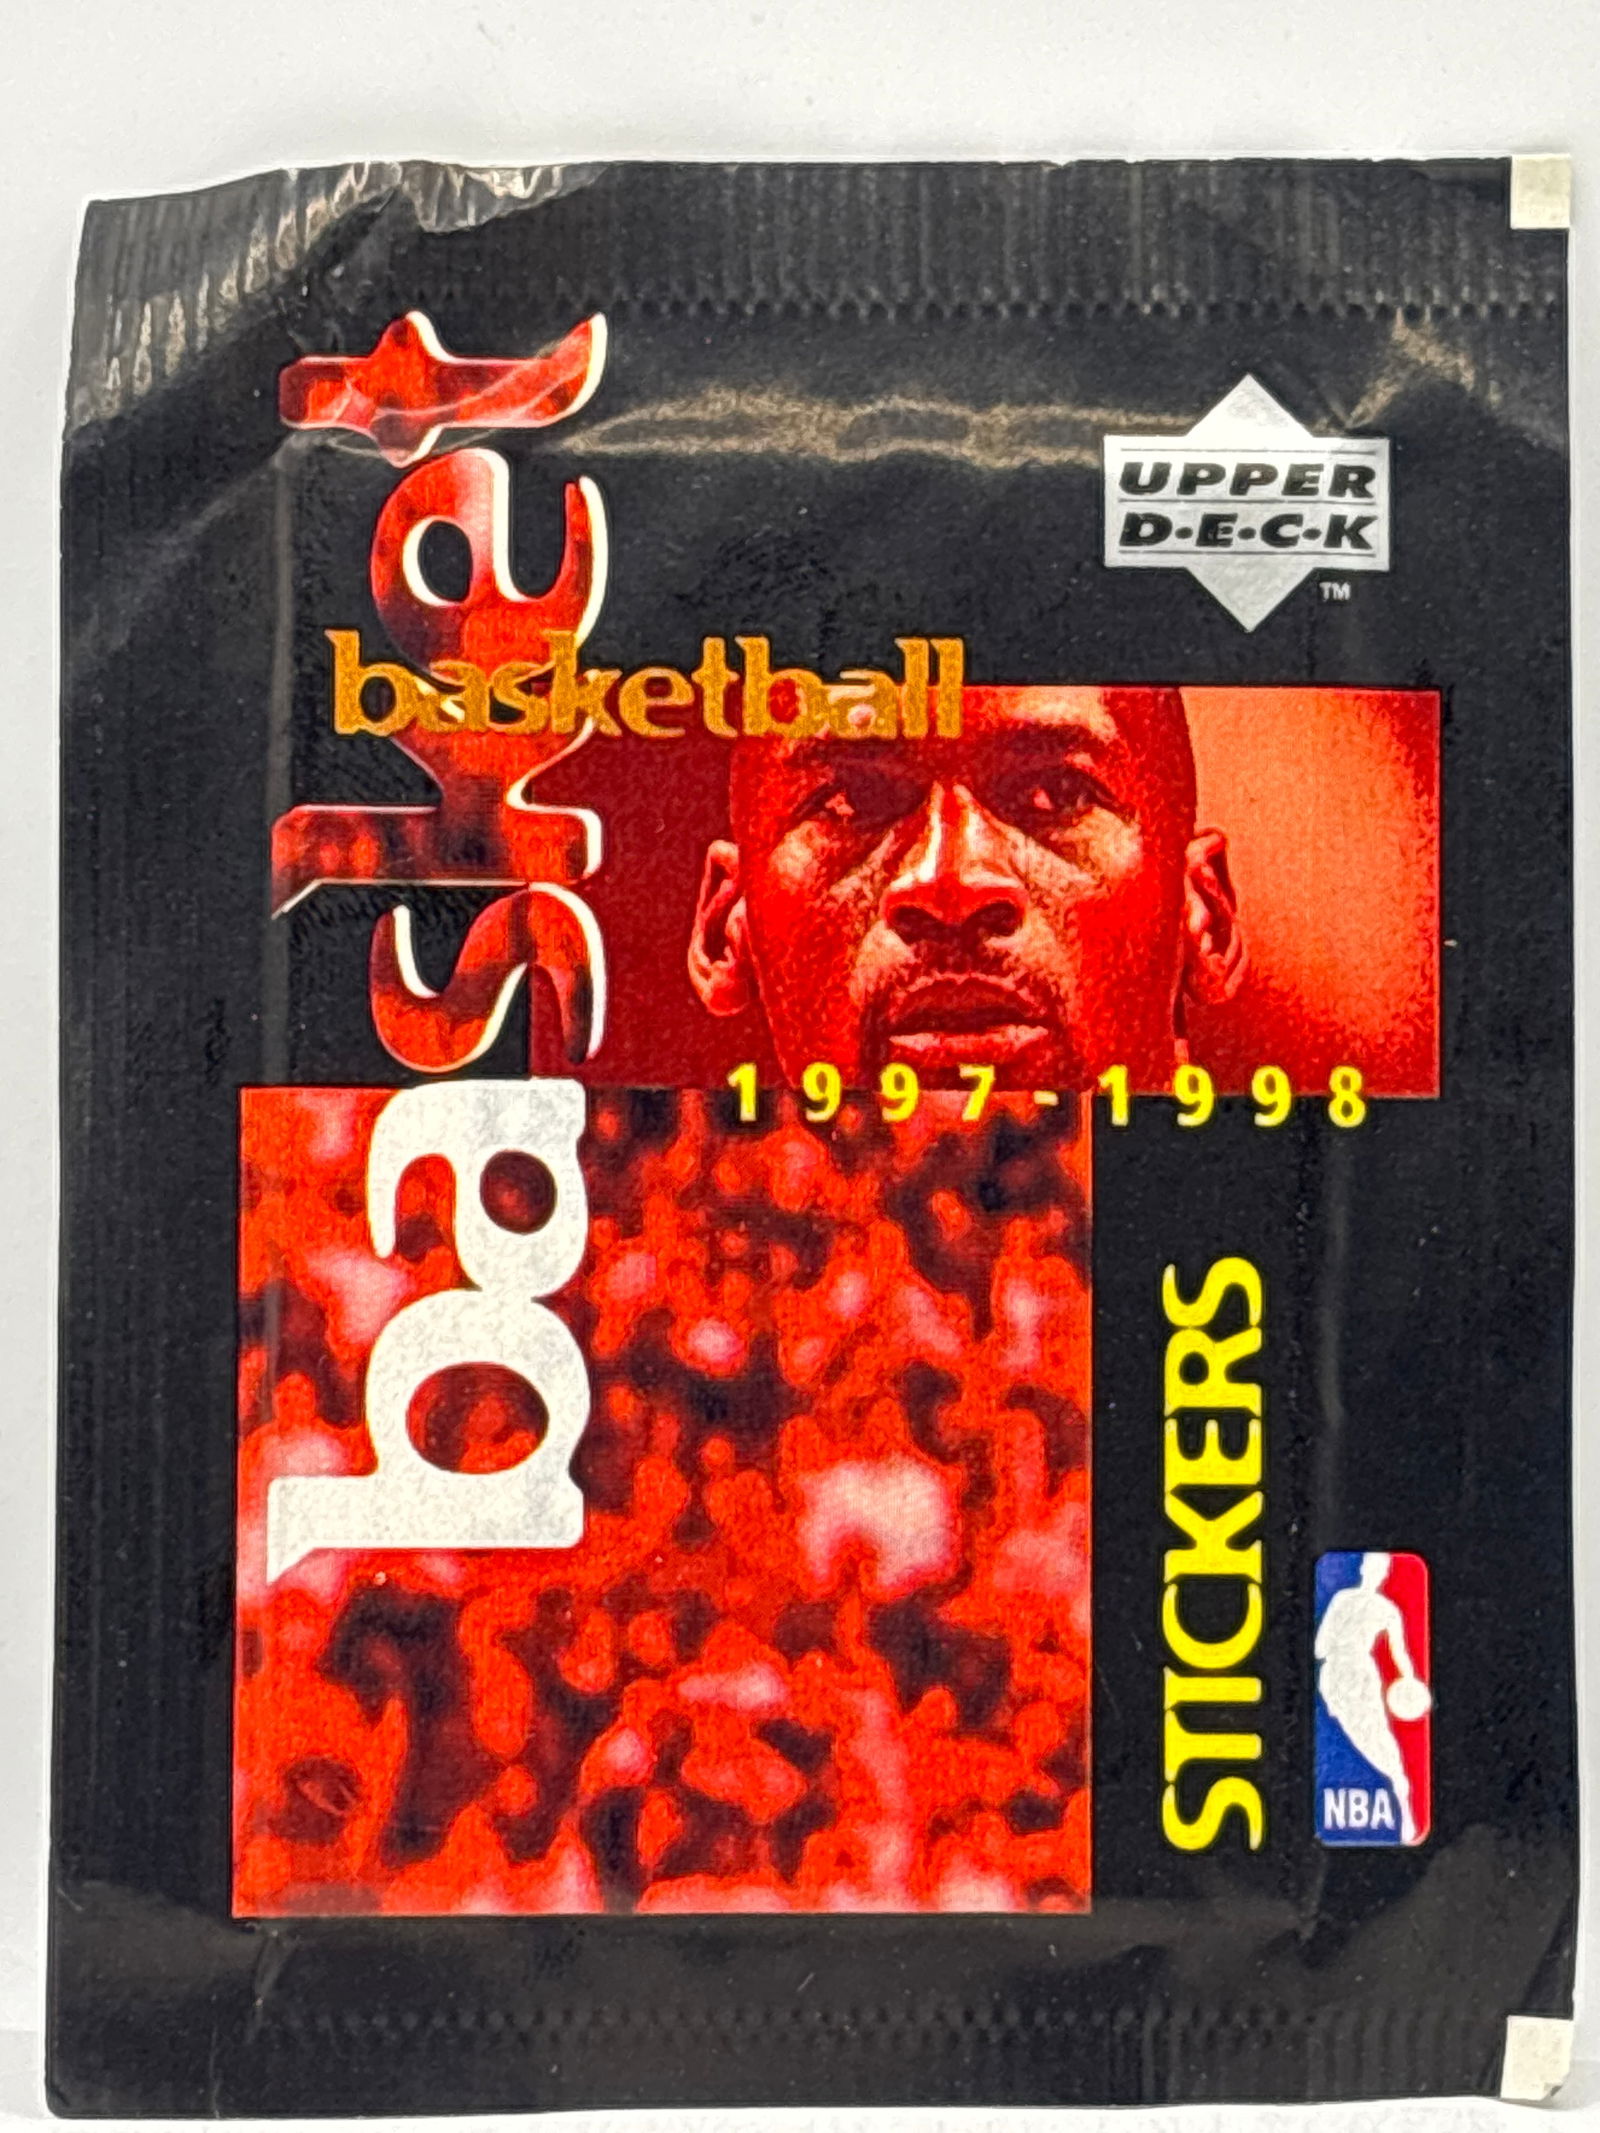 basket
UPPER
D·E·C·K
TM
basketball
1997-1998
STICKERS
NBA